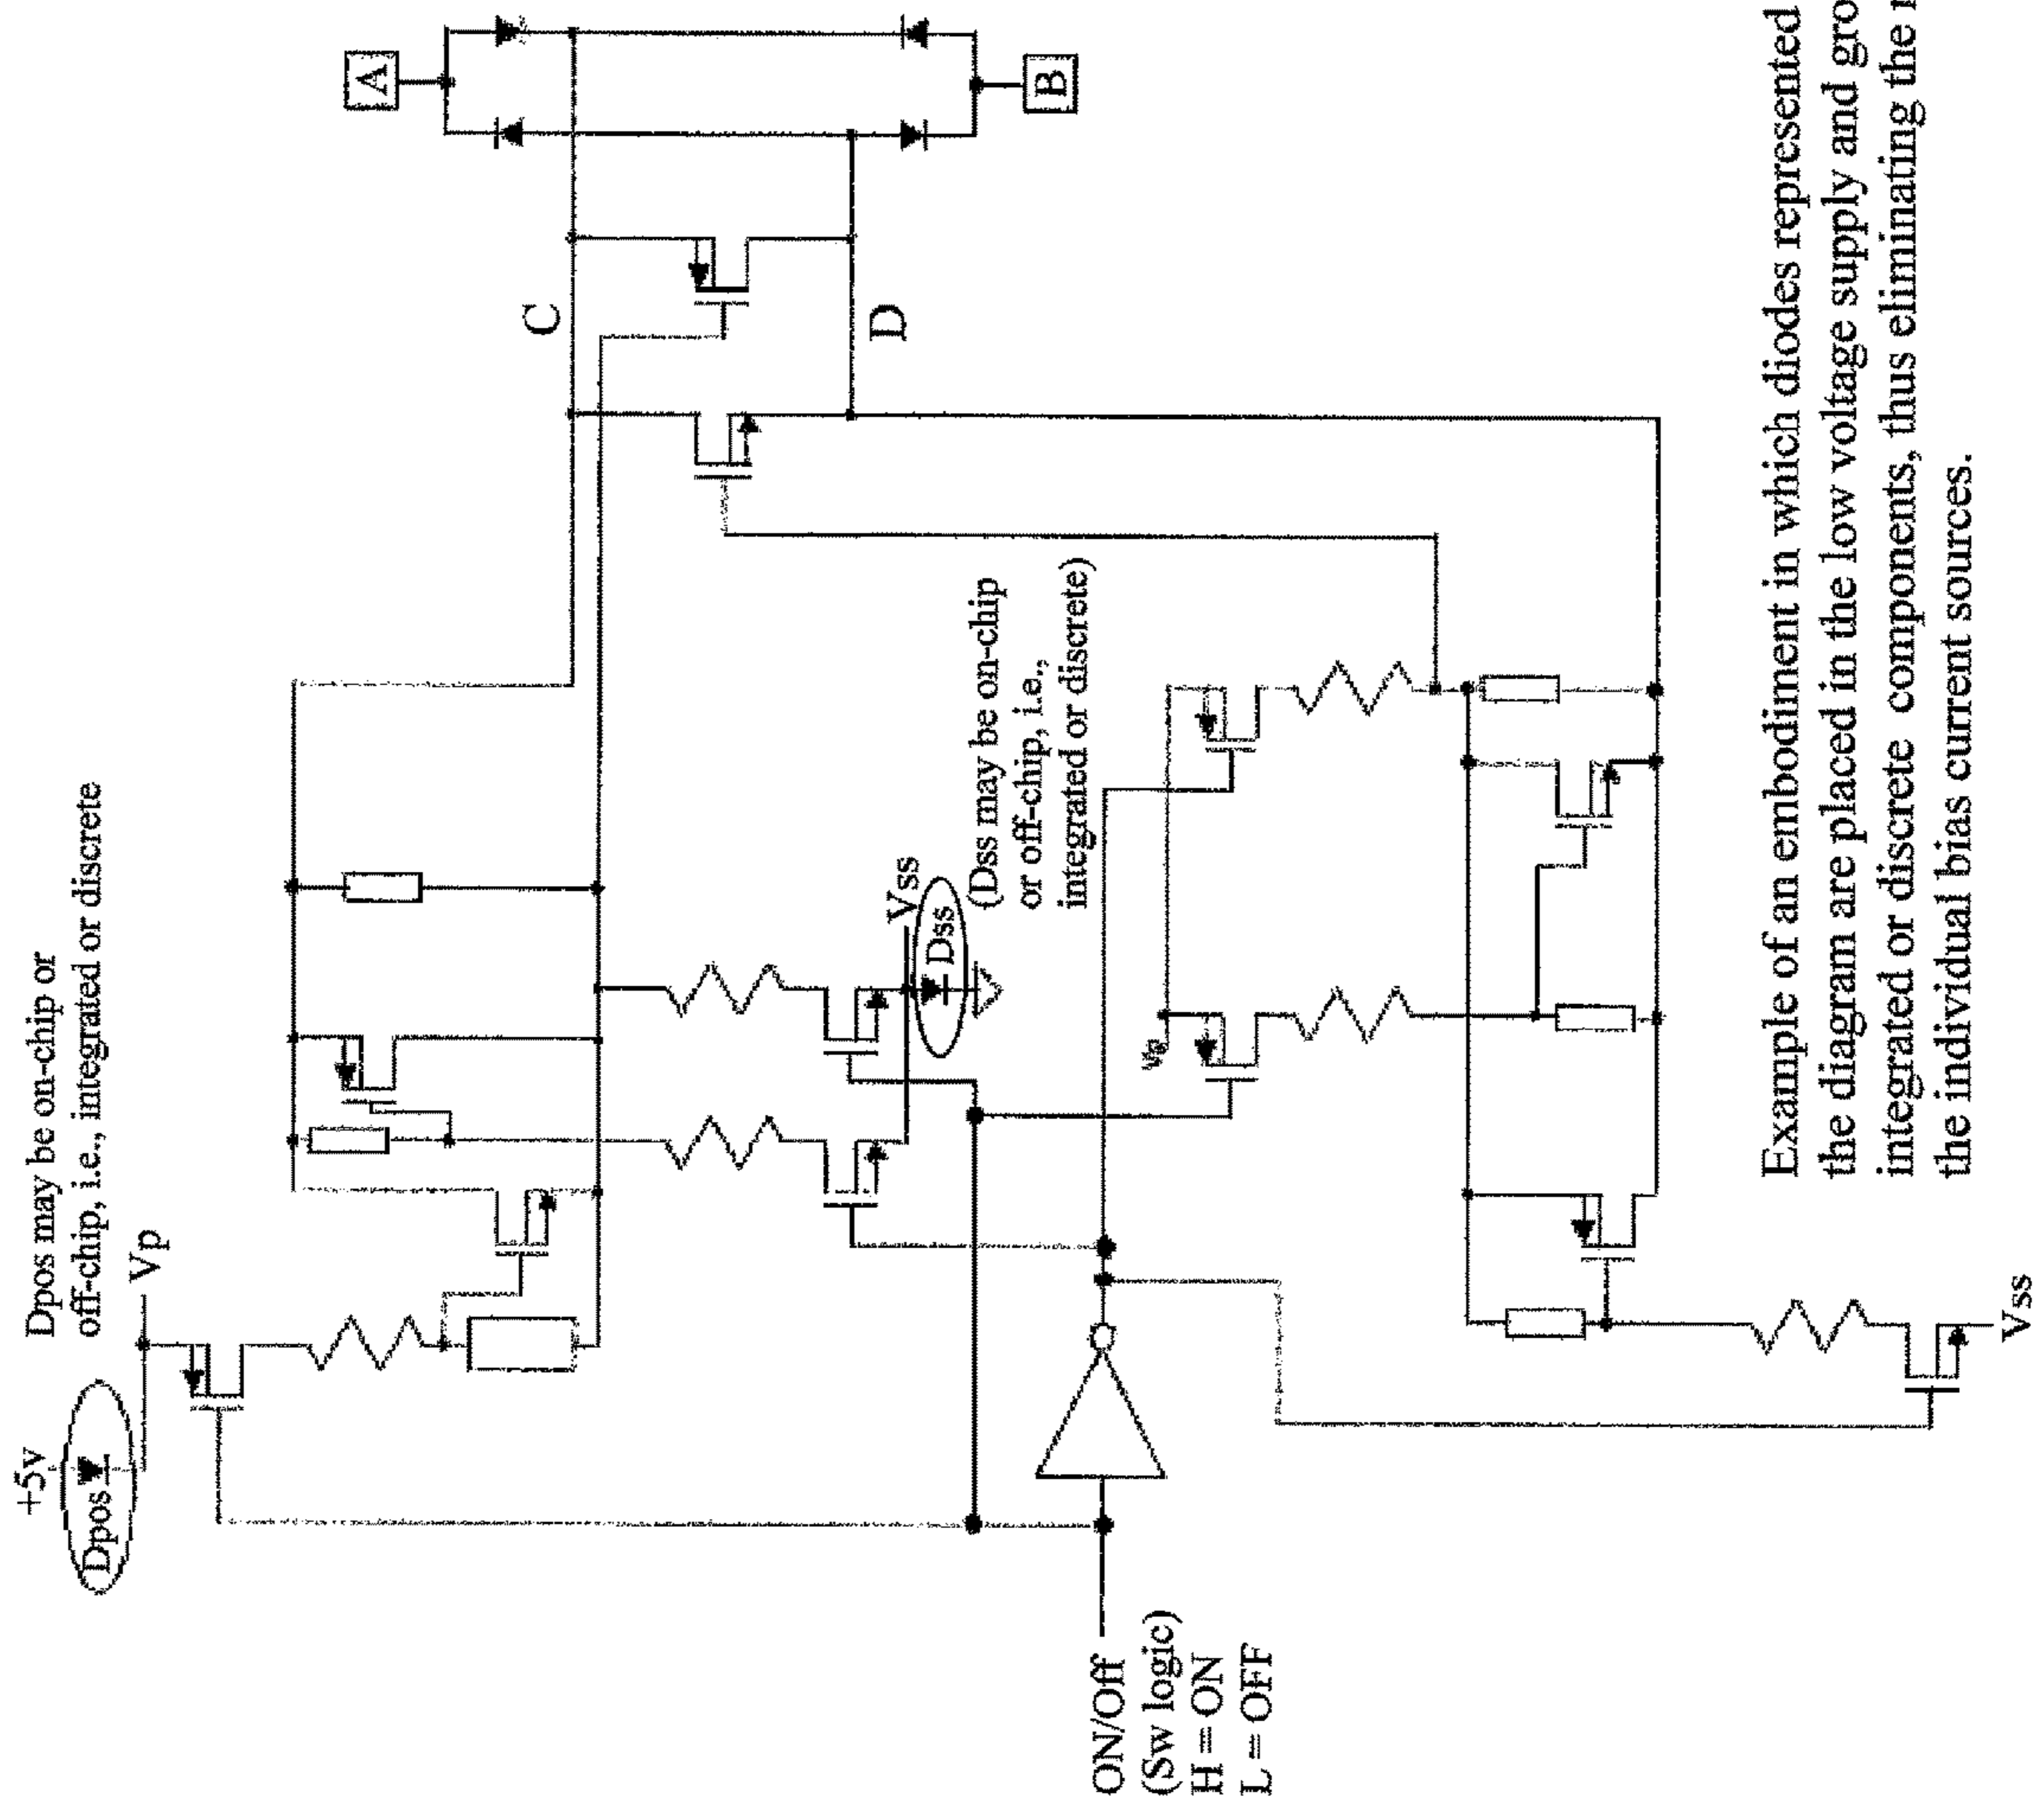 Dpos may be on-chip or
off-chip, i.e., integrated or discrete
+5v
Dpos
Vp
A
C
D
B
Vss
Dss
(Dss may be on-chip
or off-chip, i.e.,
integrated or discrete)
ON/Off
(Sw logic)
H = ON
L = OFF
Vss
Example of an embodiment in which diodes represented
the diagram are placed in the low voltage supply and
integrated or discrete components, thus eliminating the
the individual bias current sources.